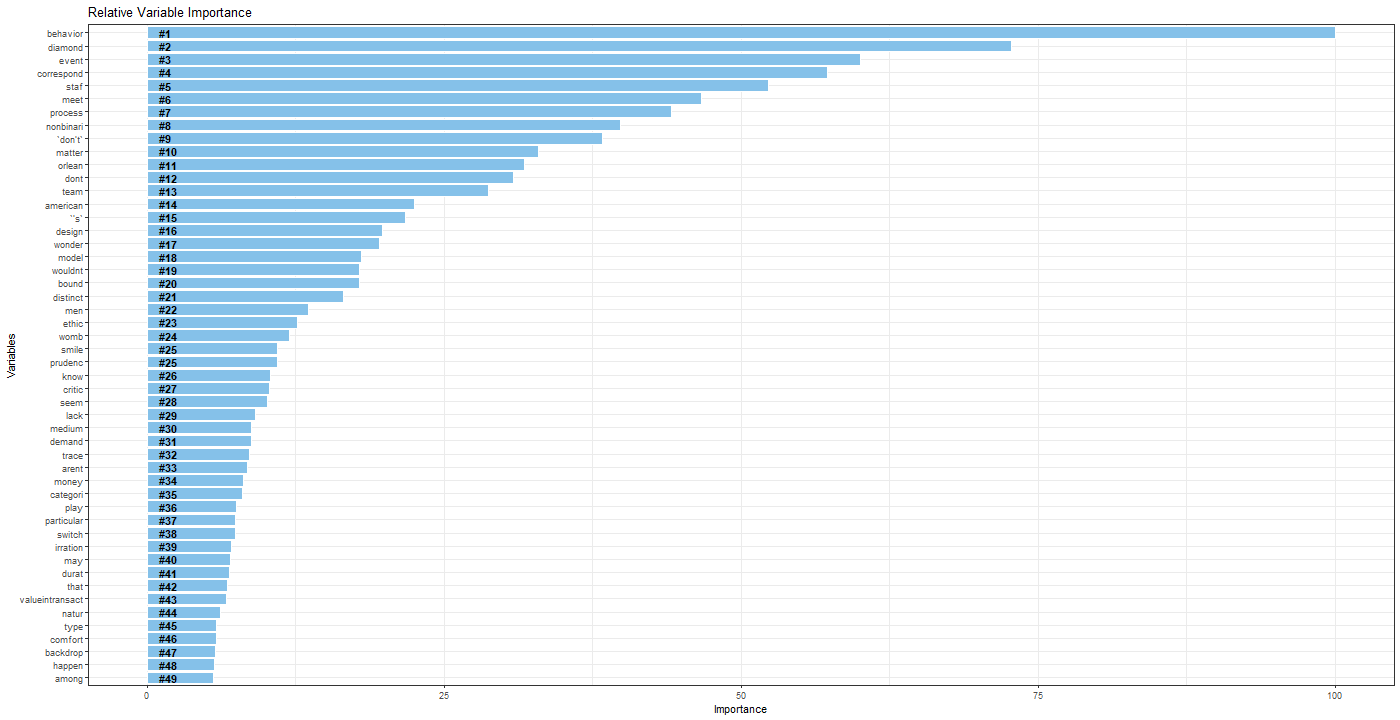 Relative Variable Importance
behavior #1
diamond #2
event #3
correspond #4
staf #5
meet #6
process #7
nonbinari #8
`don't` #9
matter #10
orlean #11
dont #12
team #13
american #14
`'s` #15
design #16
wonder #17
model #18
wouldnt #19
bound #20
distinct #21
men #22
ethic #23
womb #24
smile #25
prudenc #25
know #26
critic #27
seem #28
lack #29
medium #30
demand #31
trace #32
arent #33
money #34
categori #35
play #36
particular #37
switch #38
irration #39
may #40
durat #41
that #42
valueintransact #43
natur #44
type #45
comfort #46
backdrop #47
happen #48
among #49
Variables
0 25 50 75 100
Importance